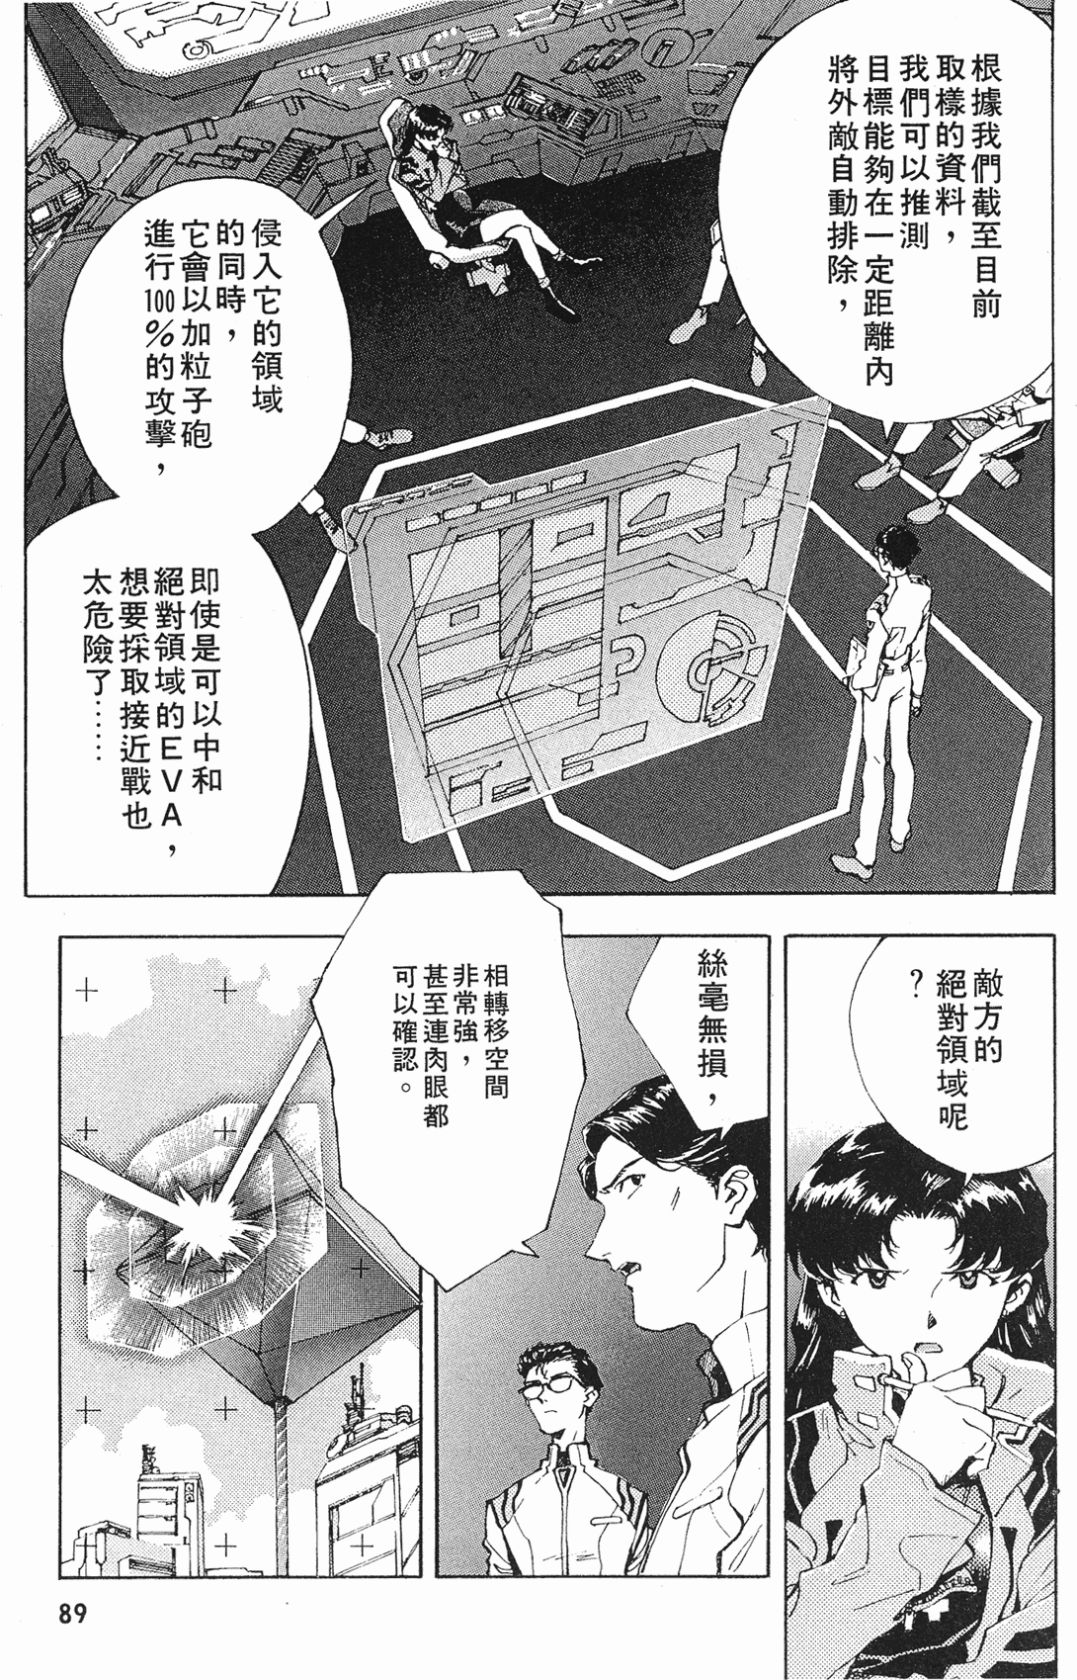 根據我們截至目前
取樣的資料，
我們可以推測
目標能夠在一定距離內
將外敵自動排除，
侵入它的領域
的同時，
它會以加粒子砲
進行100%的攻擊，
即使是可以中和
絕對領域的EVA，
想要採取接近戰也
太危險了……
敵方的
絕對領域呢
？
絲毫無損，
相轉移空間
非常強，
甚至連肉眼都
可以確認。
89